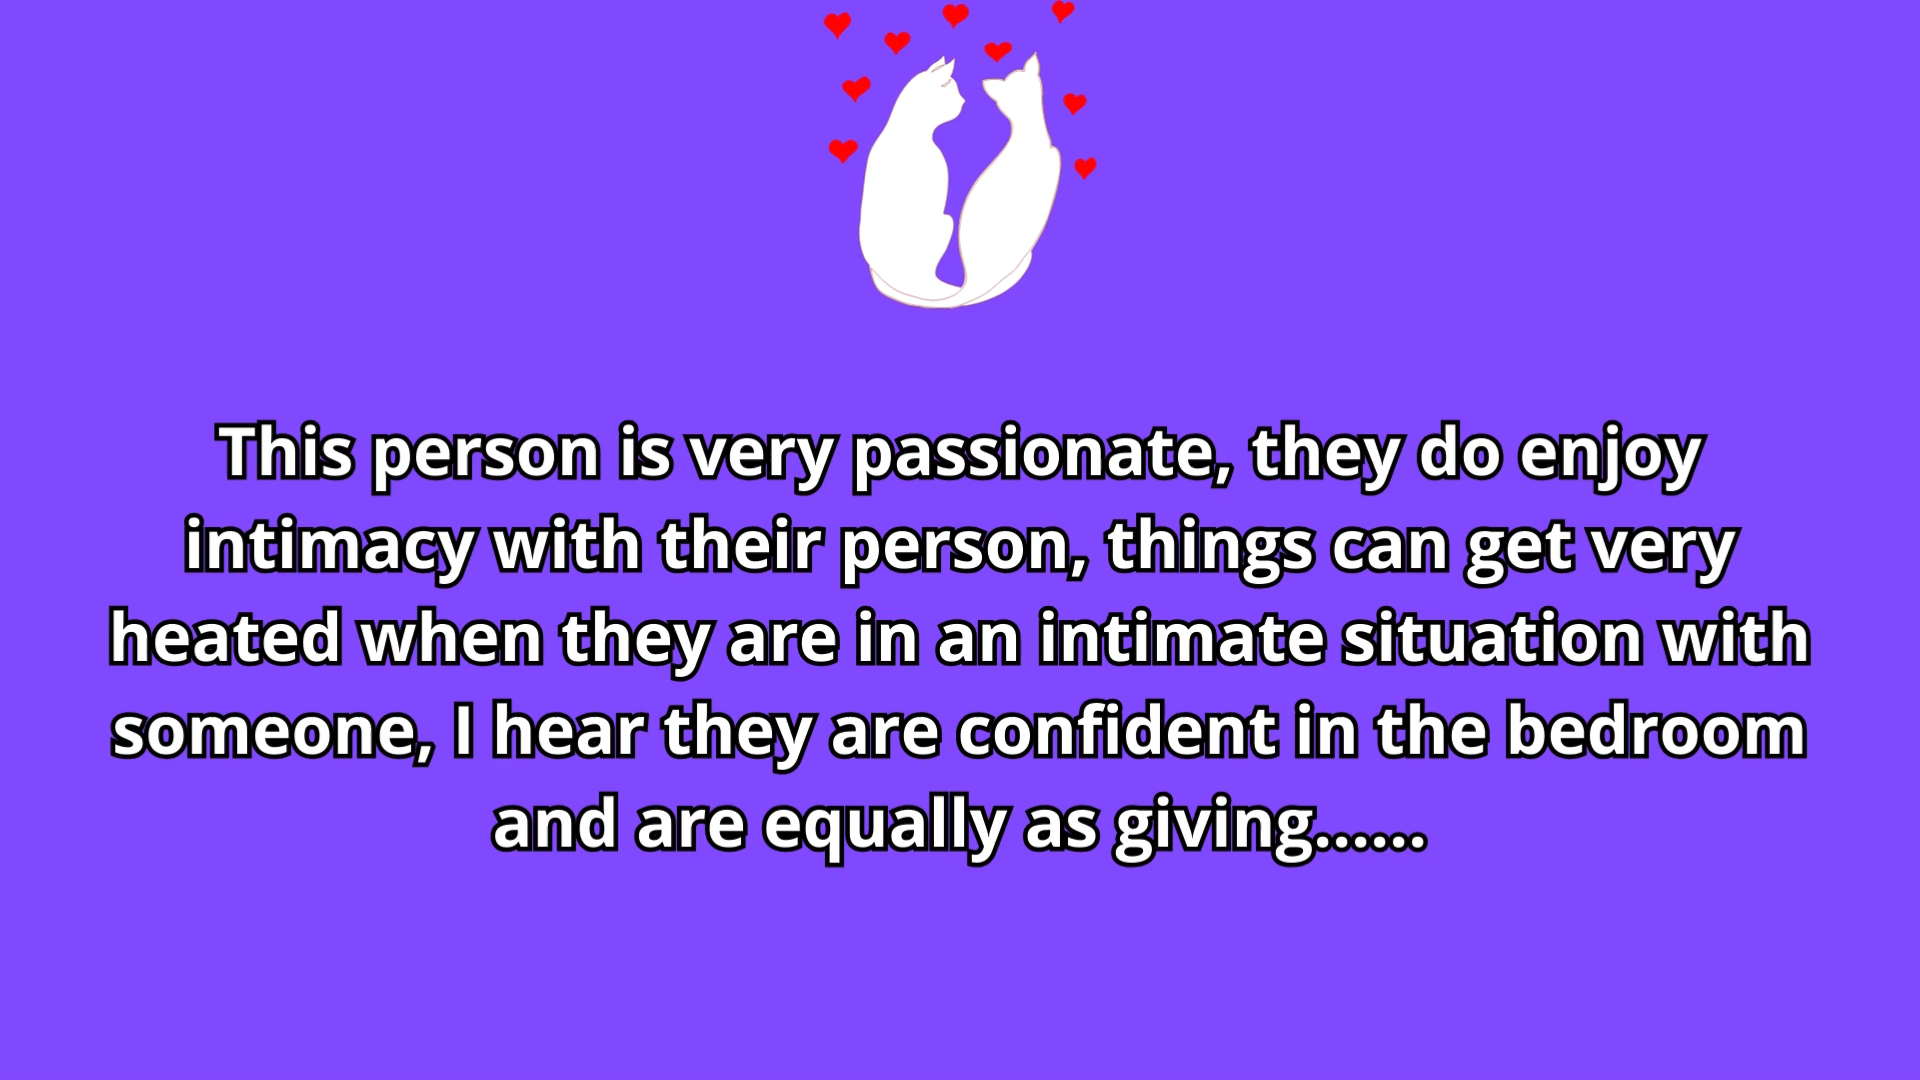 This person is very passionate, they do enjoy
intimacy with their person, things can get very
heated when they are in an intimate situation with
someone, I hear they are confident in the bedroom
and are equally as giving......